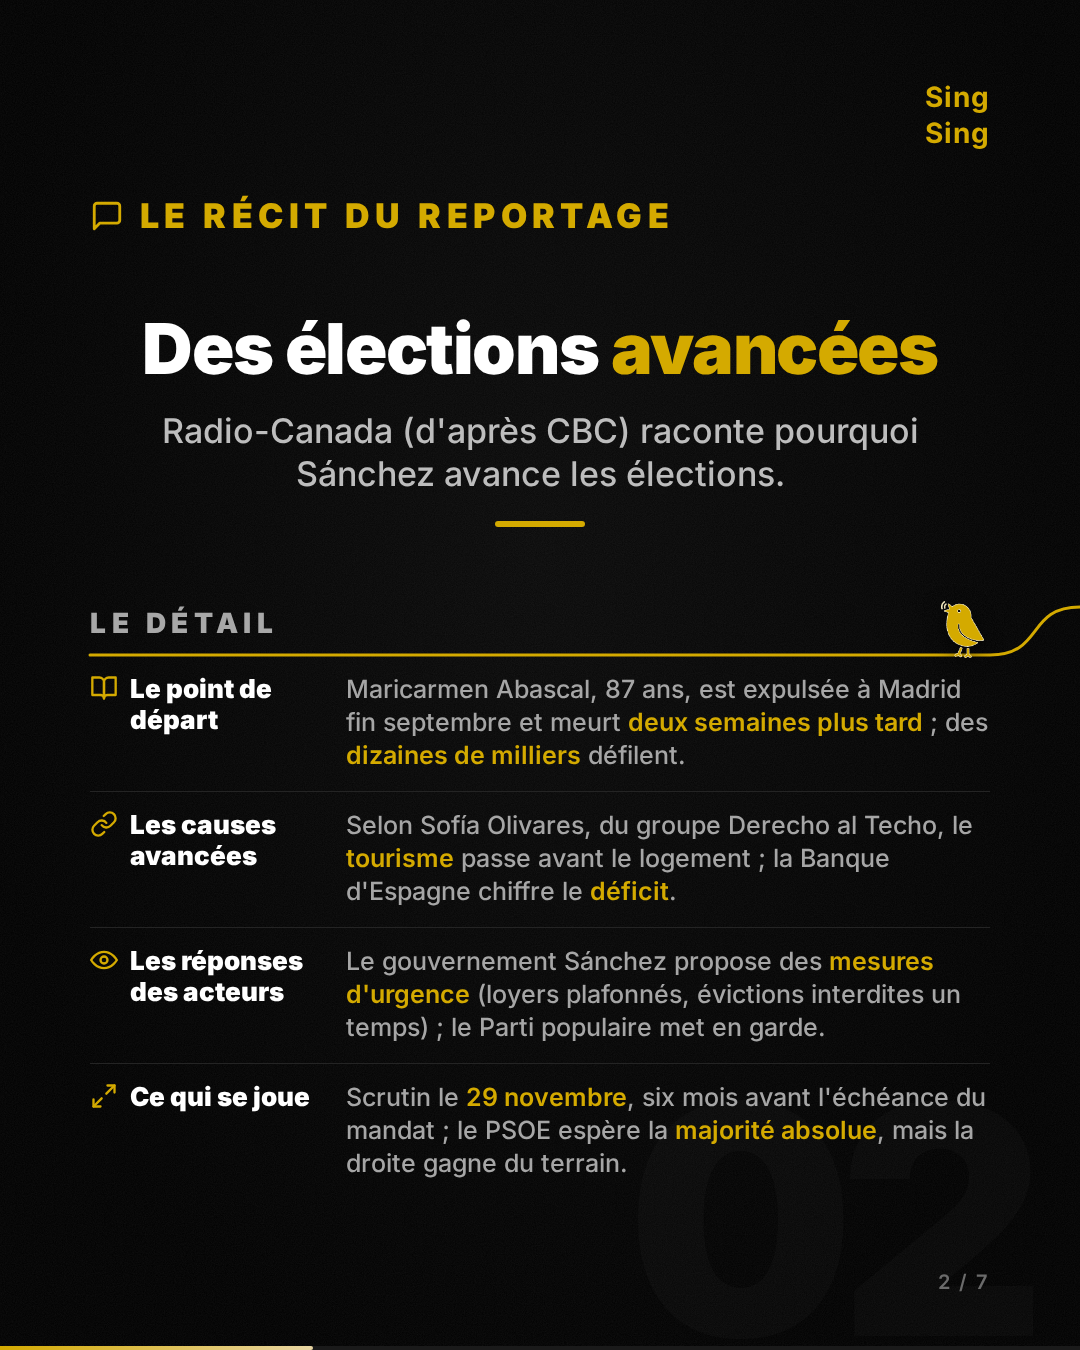 Sing
Sing
LE RÉCIT DU REPORTAGE
Des élections avancées
Radio-Canada (d'après CBC) raconte pourquoi
Sánchez avance les élections.
LE DÉTAIL
Le point de
départ
Maricarmen Abascal, 87 ans, est expulsée à Madrid
fin septembre et meurt deux semaines plus tard ; des
dizaines de milliers défilent.
Les causes
avancées
Selon Sofía Olivares, du groupe Derecho al Techo, le
tourisme passe avant le logement ; la Banque
d'Espagne chiffre le déficit.
Les réponses
des acteurs
Le gouvernement Sánchez propose des mesures
d'urgence (loyers plafonnés, évictions interdites un
temps) ; le Parti populaire met en garde.
Ce qui se joue
Scrutin le 29 novembre, six mois avant l'échéance du
mandat ; le PSOE espère la majorité absolue, mais la
droite gagne du terrain.
02
2 / 7